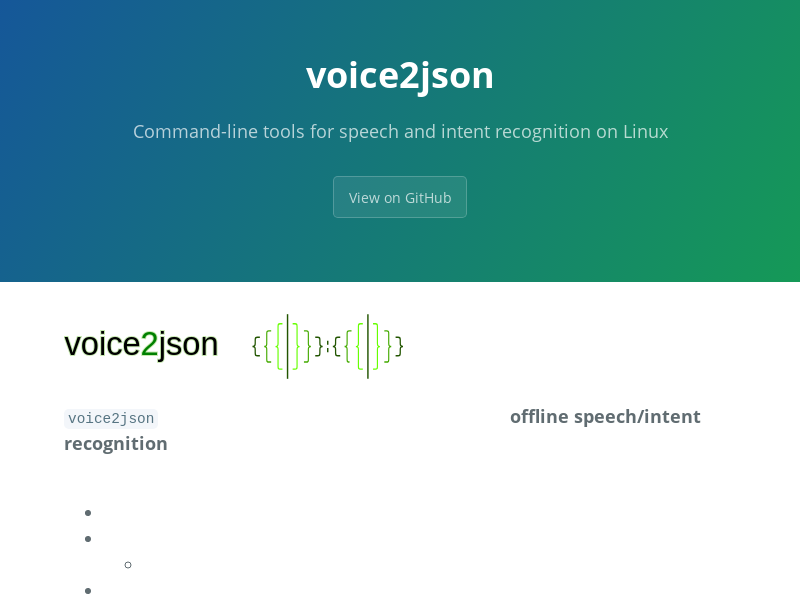 voice2json
Command-line tools for speech and intent recognition on Linux
View on GitHub
voice2json {{{|}}}:{{{|}}}
voice2json offline speech/intent
recognition